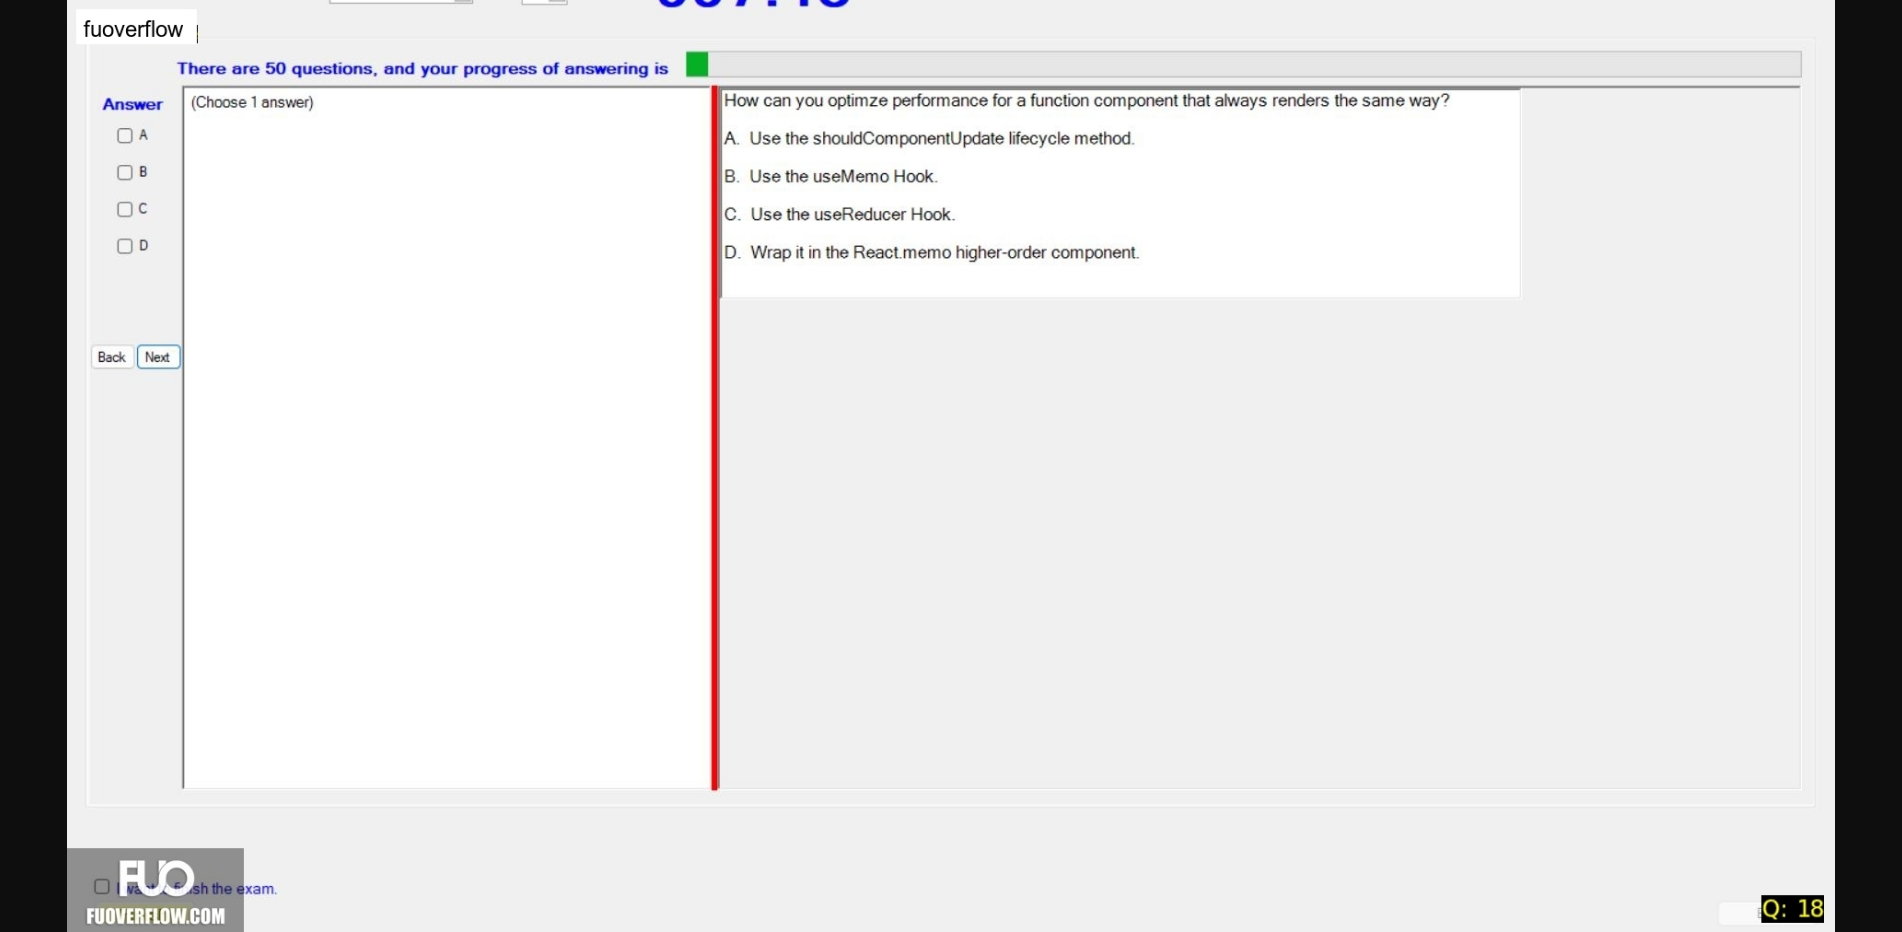 fuoverflow
There are 50 questions, and your progress of answering is
Answer
(Choose 1 answer)
A
B
C
D
Back
Next
How can you optimze performance for a function component that always renders the same way?
A. Use the shouldComponentUpdate lifecycle method.
B. Use the useMemo Hook.
C. Use the useReducer Hook.
D. Wrap it in the React.memo higher-order component.
FUO
sh the exam.
FUOVERFLOW.COM
Q: 18